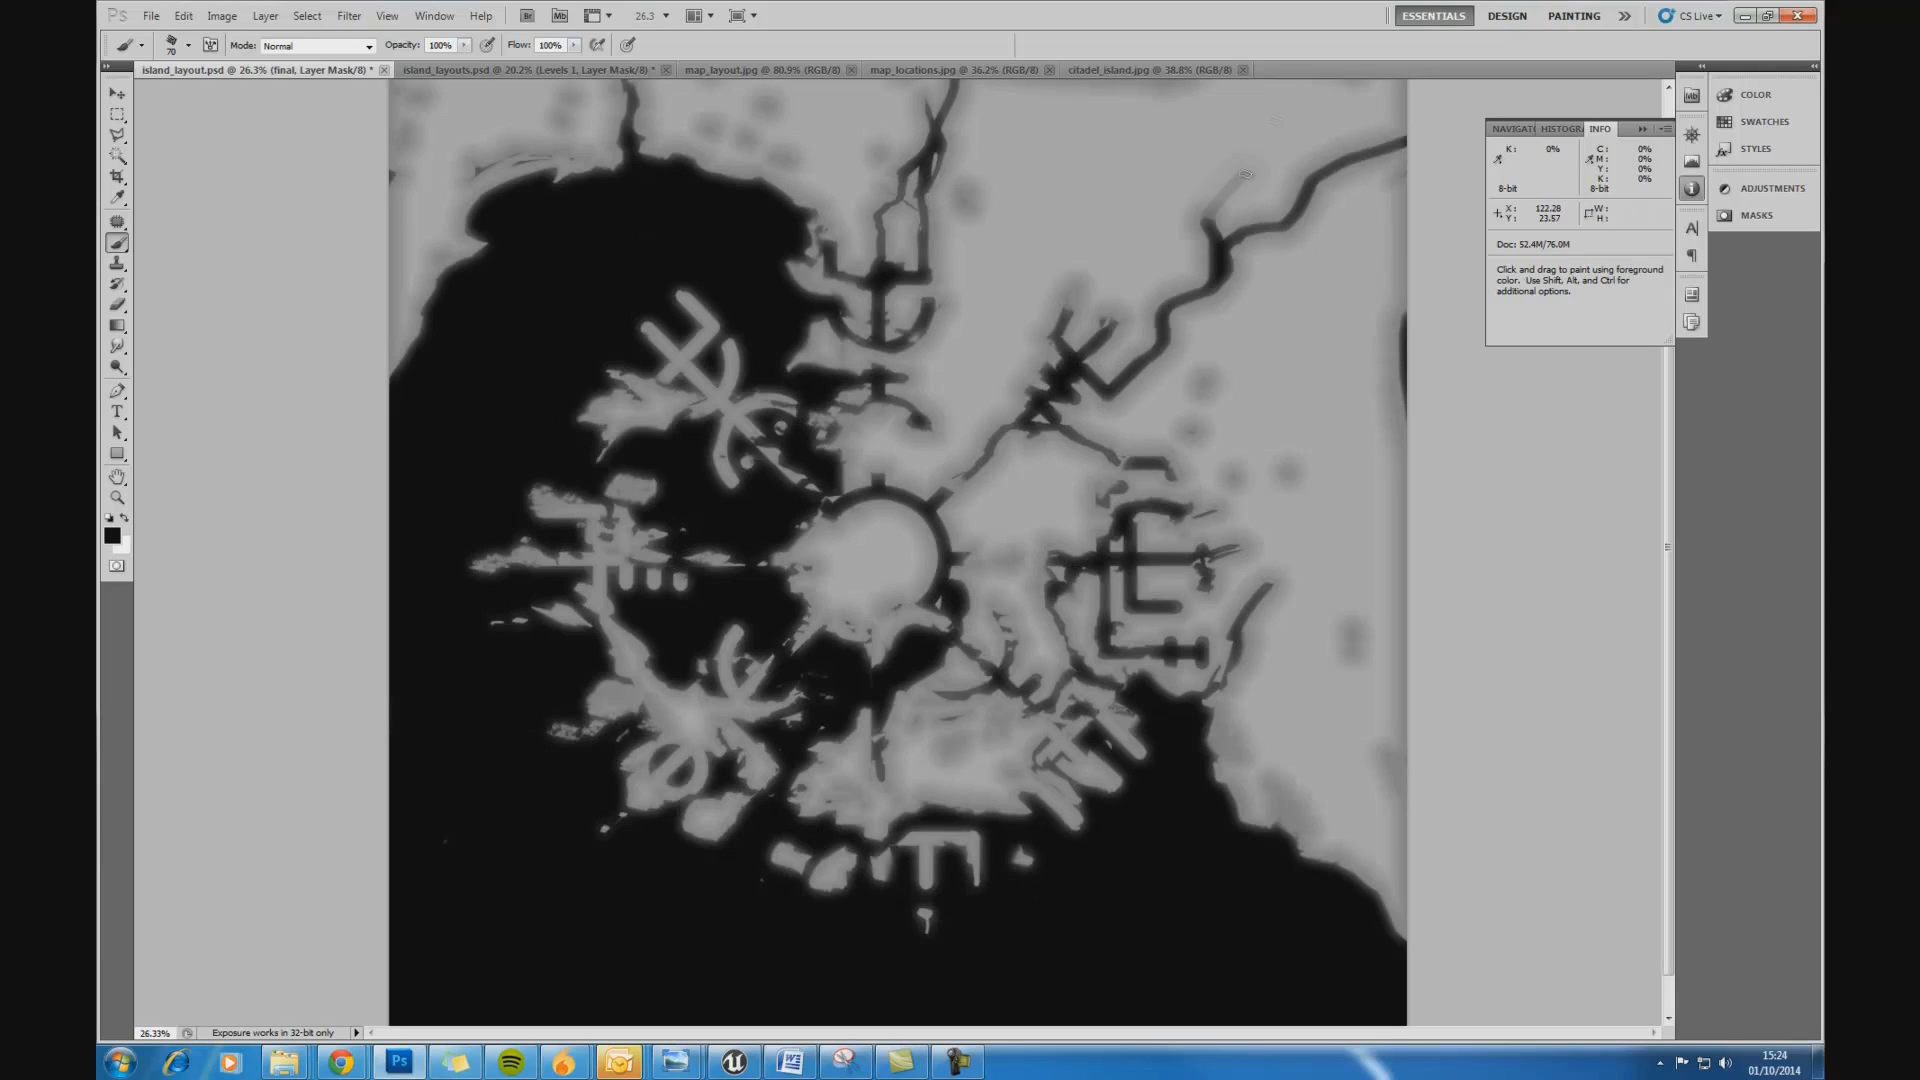 Ps File Edit Image Layer Select Filter View Window Help Br Mb 26.3 ESSENTIALS DESIGN PAINTING CS Live
70 Mode: Normal Opacity: 100% Flow: 100%
island_layout.psd @ 26.3% (final, Layer Mask/8) * island_layouts.psd @ 20.2% (Levels 1, Layer Mask/8) * map_layout.jpg @ 80.9% (RGB/8) map_locations.jpg @ 36.2% (RGB/8) citadel_island.jpg @ 38.8% (RGB/8)
Mb COLOR
SWATCHES
STYLES
ADJUSTMENTS
MASKS
NAVIGATI HISTOGRA INFO
K: 0% C: 0%
M: 0%
Y: 0%
K: 0%
8-bit 8-bit
X: 122.28 W:
Y: 23.57 H:
Doc: 52.4M/76.0M
Click and drag to paint using foreground
color. Use Shift, Alt, and Ctrl for
additional options.
26.33% Exposure works in 32-bit only
Ps
15:24
01/10/2014